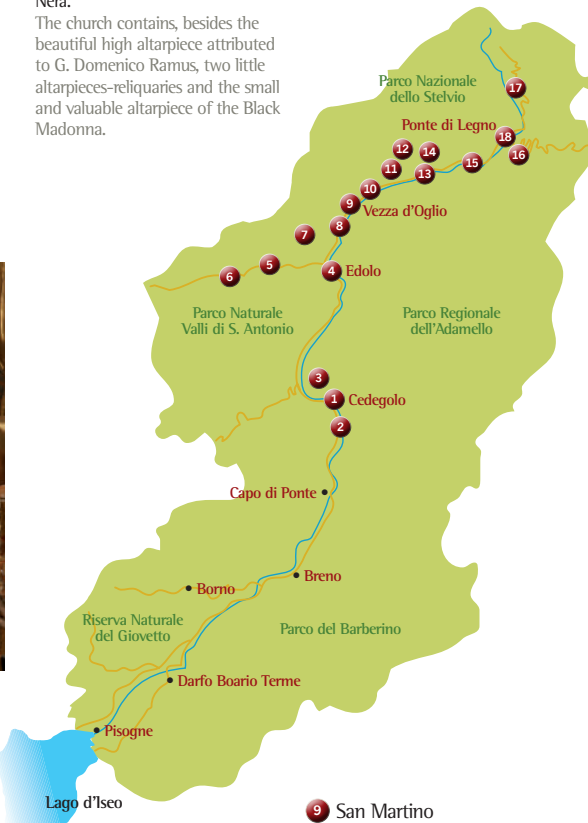 Nera.
The church contains, besides the
beautiful high altarpiece attributed
to G. Domenico Ramus, two little
altarpieces-reliquaries and the small
and valuable altarpiece of the Black
Madonna.
Parco Nazionale
dello Stelvio
17
Ponte di Legno
18
16
12
14
15
11
13
10
9
Vezza d'Oglio
8
7
5
6
4 Edolo
Parco Naturale
Valli di S. Antonio
Parco Regionale
dell'Adamello
3
1 Cedegolo
2
Capo di Ponte
Breno
Borno
Riserva Naturale
del Giovetto
Parco del Barberino
Darfo Boario Terme
Pisogne
Lago d'Iseo
9 San Martino